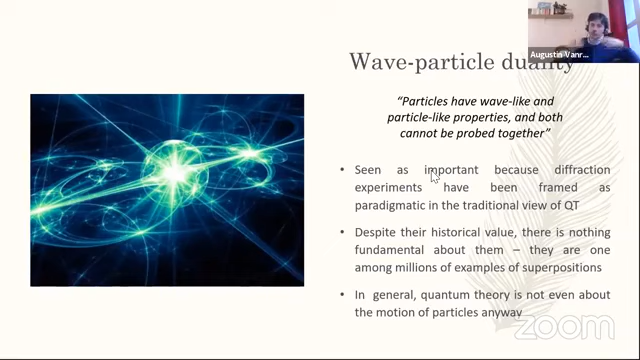 Augustin Vanr...
Wave-particle duality
“Particles have wave-like and
particle-like properties, and both
cannot be probed together”
• Seen as important because diffraction
experiments have been framed as
paradigmatic in the traditional view of QT
• Despite their historical value, there is nothing
fundamental about them – they are one
among millions of examples of superpositions
• In general, quantum theory is not even about
the motion of particles anyway
zoom